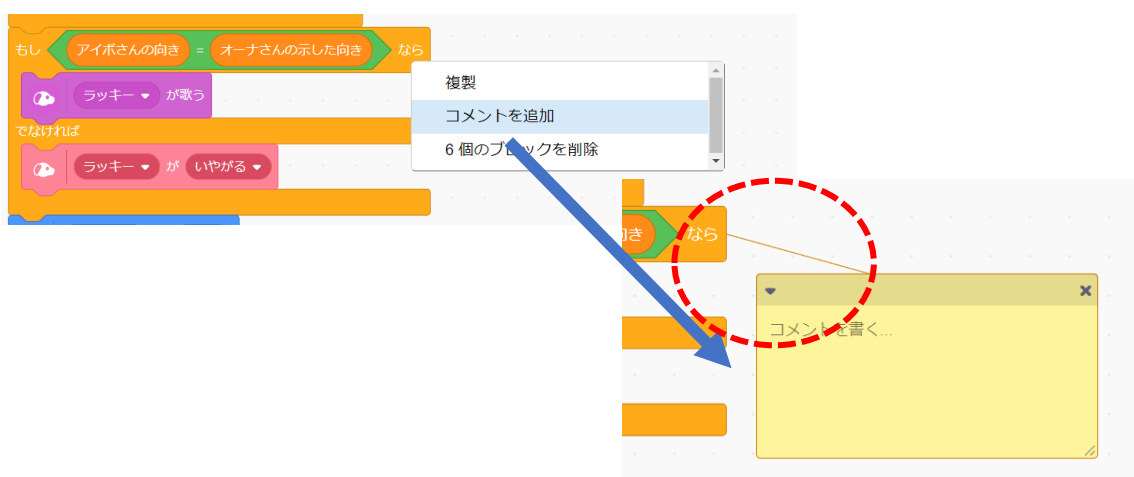 もし アイボさんの向き = オーナさんの示した向き なら
ラッキー が歌う
でなければ
ラッキー が いやがる
複製
コメントを追加
6 個のブロックを削除
向き なら
コメントを書く...